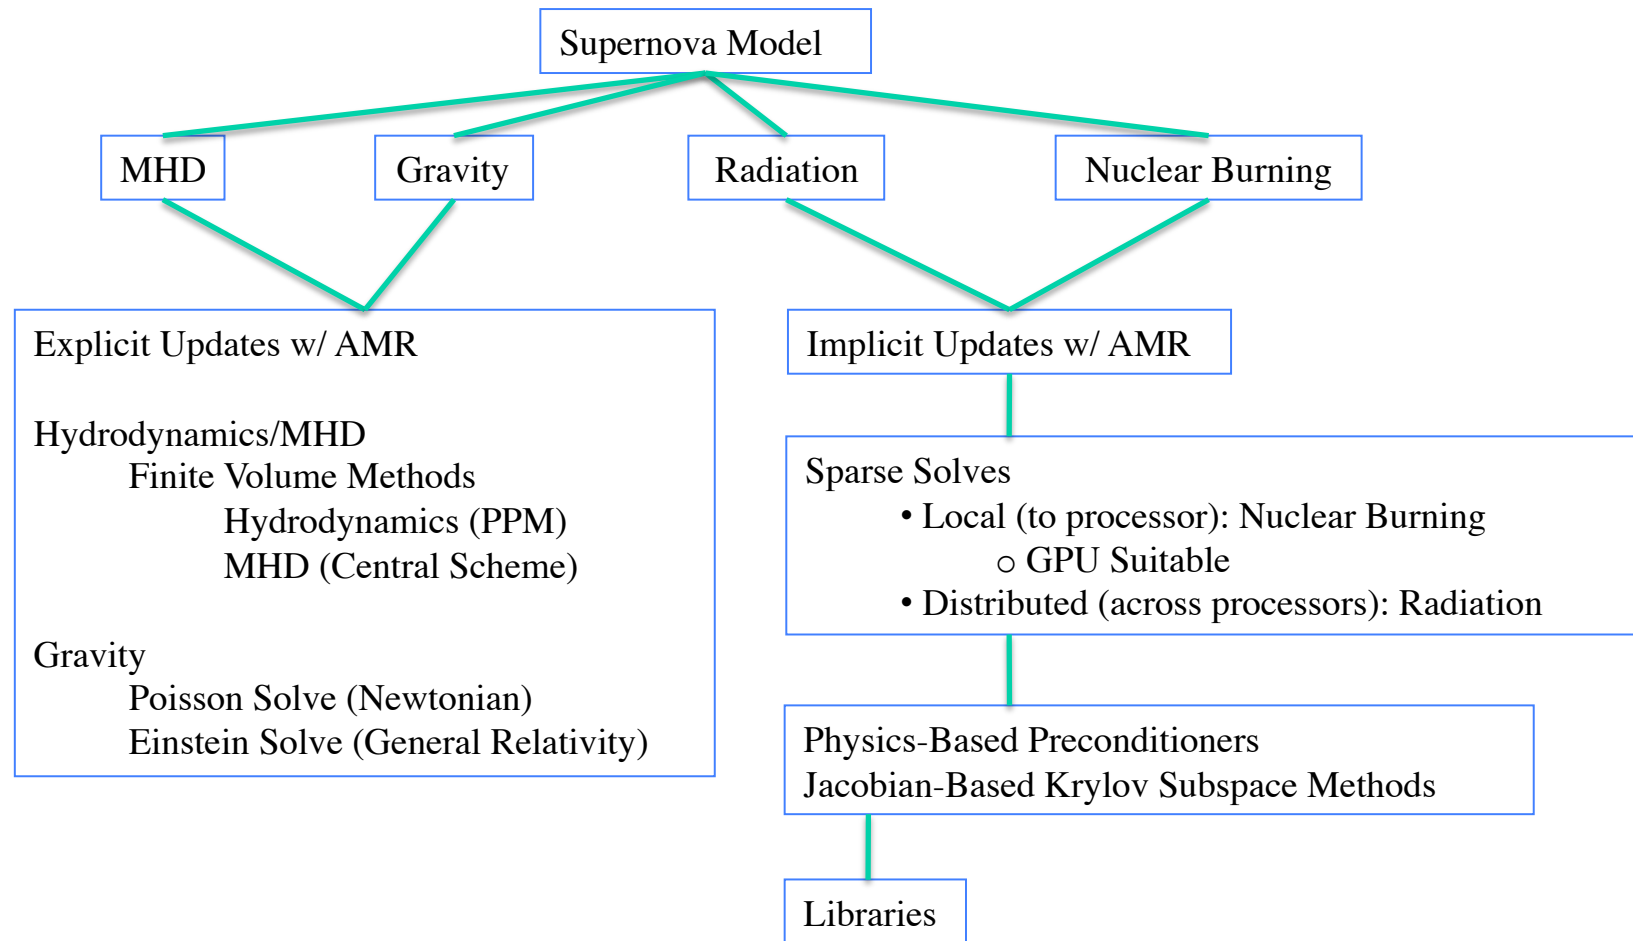 Supernova Model
MHD
Gravity
Radiation
Nuclear Burning
Explicit Updates w/ AMR
Hydrodynamics/MHD
Finite Volume Methods
Hydrodynamics (PPM)
MHD (Central Scheme)
Gravity
Poisson Solve (Newtonian)
Einstein Solve (General Relativity)
Implicit Updates w/ AMR
Sparse Solves
• Local (to processor): Nuclear Burning
o GPU Suitable
• Distributed (across processors): Radiation
Physics-Based Preconditioners
Jacobian-Based Krylov Subspace Methods
Libraries